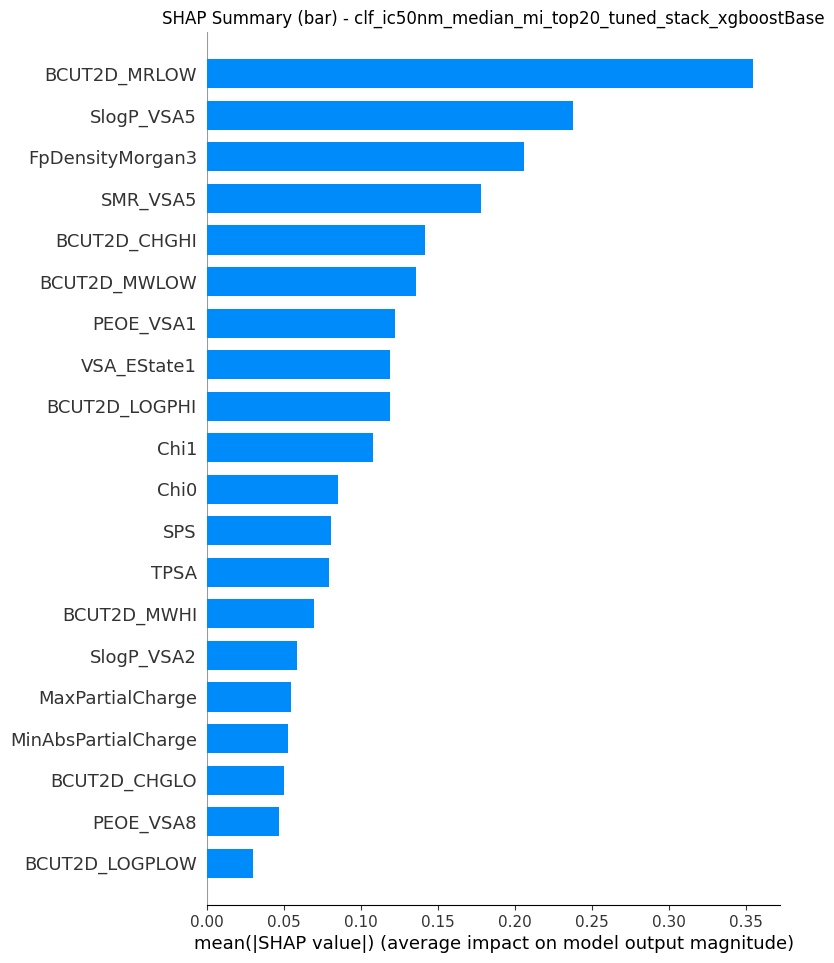 SHAP Summary (bar) - clf_ic50nm_median_mi_top20_tuned_stack_xgboostBase
BCUT2D_MRLOW
SlogP_VSA5
FpDensityMorgan3
SMR_VSA5
BCUT2D_CHGHI
BCUT2D_MWLOW
PEOE_VSA1
VSA_EState1
BCUT2D_LOGPHI
Chi1
Chi0
SPS
TPSA
BCUT2D_MWHI
SlogP_VSA2
MaxPartialCharge
MinAbsPartialCharge
BCUT2D_CHGLO
PEOE_VSA8
BCUT2D_LOGPLOW
0.00 0.05 0.10 0.15 0.20 0.25 0.30 0.35
mean(|SHAP value|) (average impact on model output magnitude)